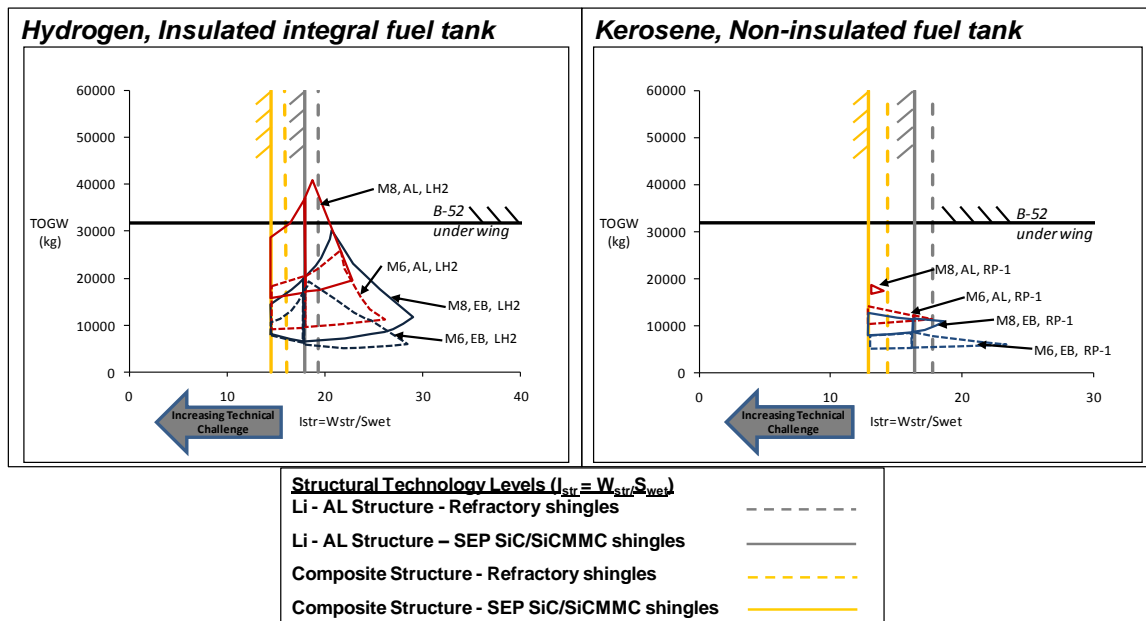 Hydrogen, Insulated integral fuel tank
60000
50000
40000
30000
20000
10000
0
TOGW
(kg)
M8, AL, LH2
B-52
under wing
M6, AL, LH2
M8, EB, LH2
M6, EB, LH2
0
10
20
30
40
Increasing Technical
Challenge
Istr=Wstr/Swet
Kerosene, Non-insulated fuel tank
60000
50000
40000
30000
20000
10000
0
TOGW
(kg)
B-52
under wing
M8, AL, RP-1
M6, AL, RP-1
M8, EB, RP-1
M6, EB, RP-1
0
10
20
30
Increasing Technical
Challenge
Istr=Wstr/Swet
Structural Technology Levels (Istr = Wstr/Swet)
Li - AL Structure - Refractory shingles
Li - AL Structure – SEP SiC/SiCMMC shingles
Composite Structure - Refractory shingles
Composite Structure - SEP SiC/SiCMMC shingles